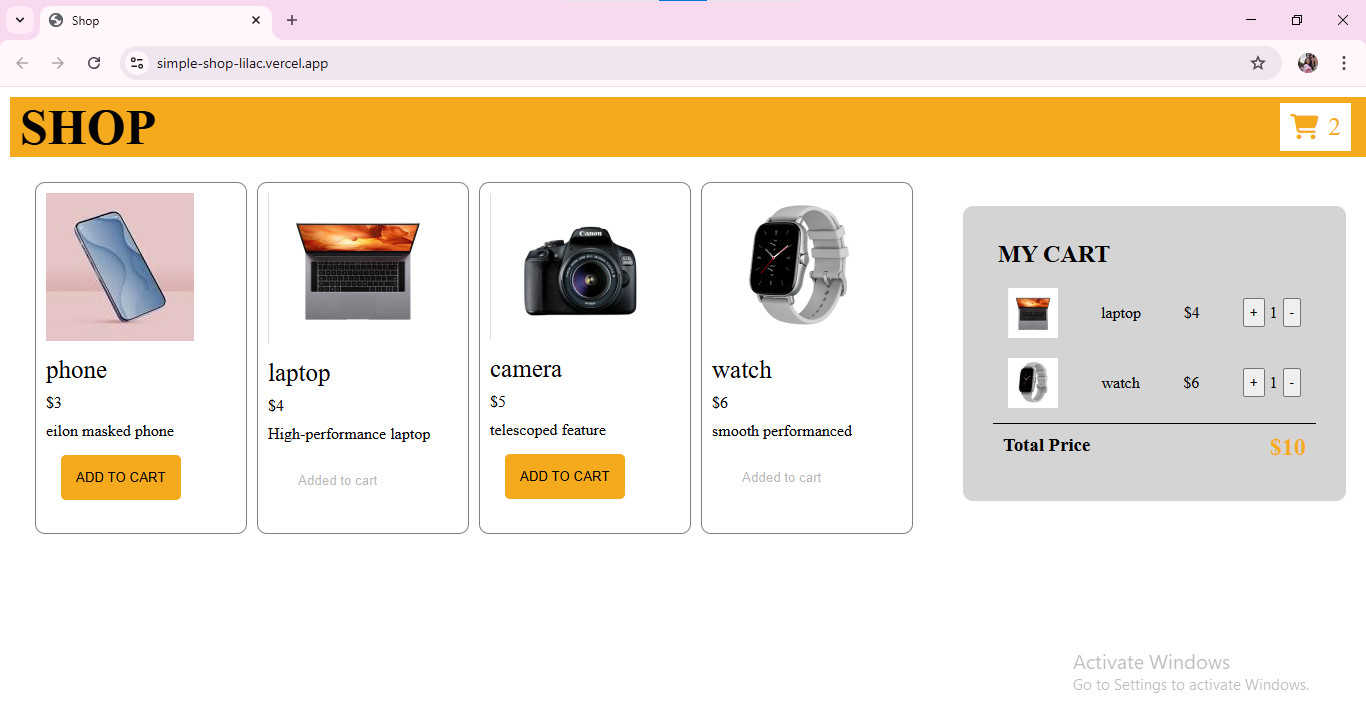 Shop
simple-shop-lilac.vercel.app
SHOP
2
phone
$3
eilon masked phone
ADD TO CART
laptop
$4
High-performance laptop
Added to cart
Canon
camera
$5
telescoped feature
ADD TO CART
watch
$6
smooth performanced
Added to cart
MY CART
laptop $4 + 1 -
watch $6 + 1 -
Total Price $10
Activate Windows
Go to Settings to activate Windows.